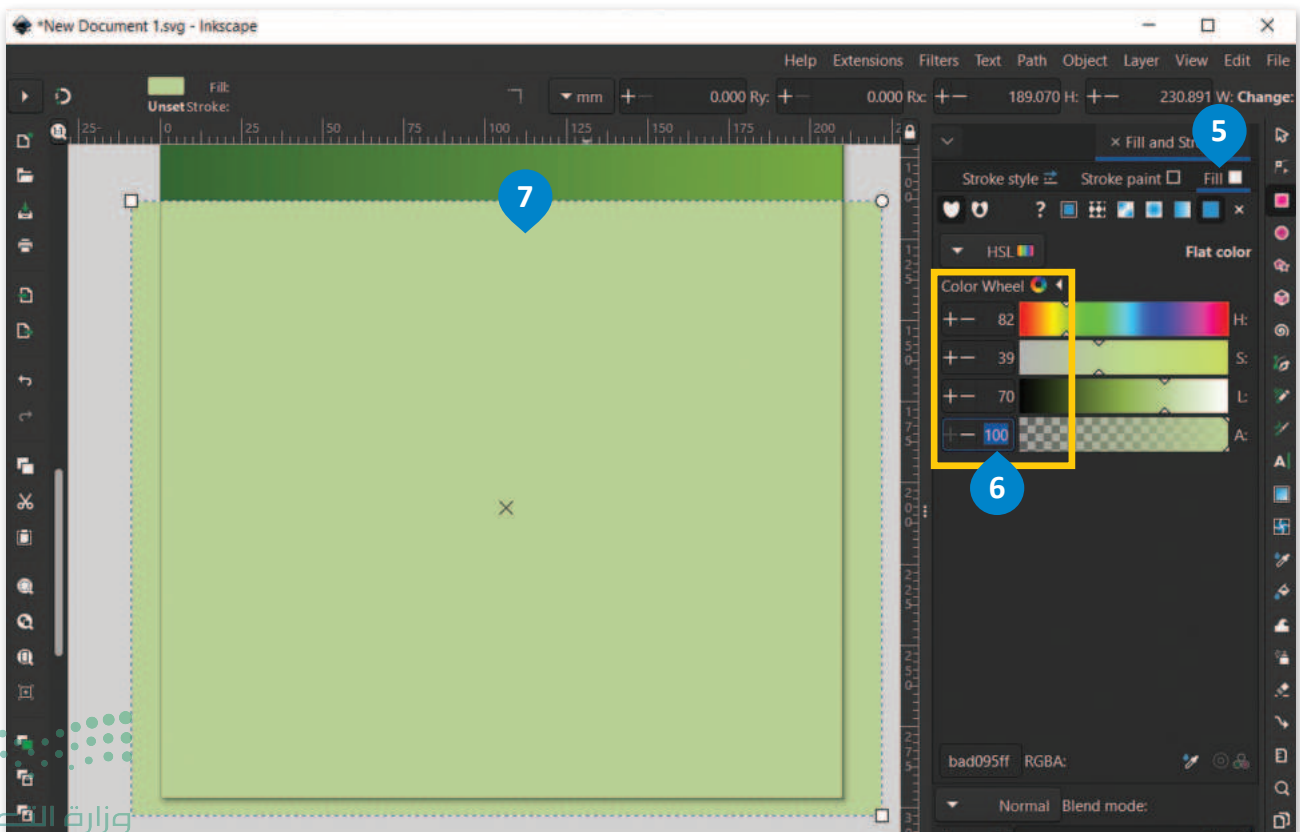 *New Document 1.svg - Inkscape
Help Extensions Filters Text Path Object Layer View Edit File
Fill:
Unset Stroke:
mm 0.000 Ry: 0.000 Rx: 189.070 H: 230.891 W: Change:
25- 0 25 50 75 100 125 150 175 200
× Fill and
5
Stroke style Stroke paint Fill
7
?
HSL Flat color
Color Wheel
82 H:
39 S:
70 L:
100 A:
6
bad095ff RGBA:
Normal Blend mode:
وزارة